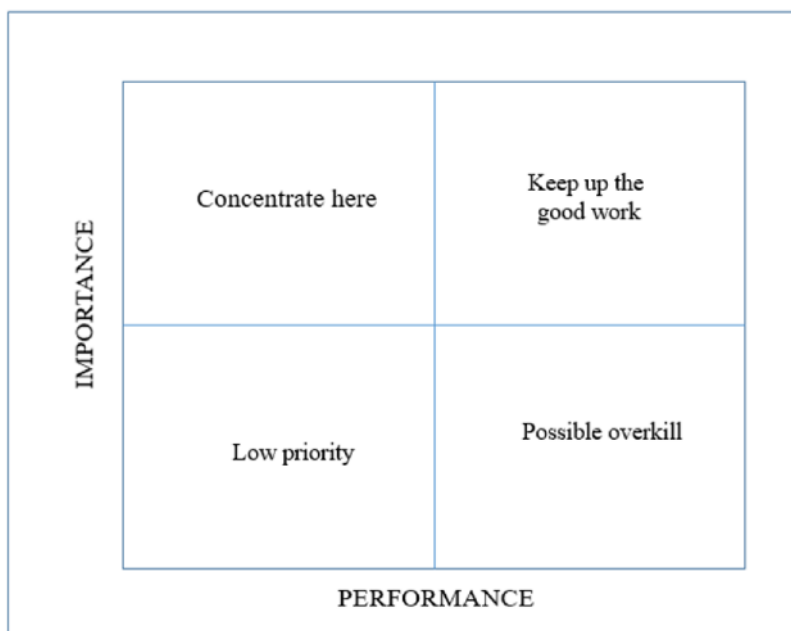 Concentrate here
Keep up the
good work
IMPORTANCE
Low priority
Possible overkill
PERFORMANCE